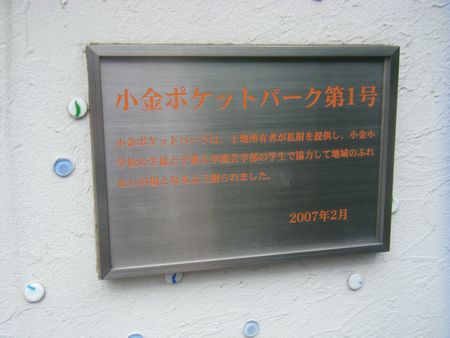 小金ポケットパーク第1号
小金ポケットパークは、土地所有者が私財を提供し、小金小
学校の生徒と千葉大学園芸学部の学生で協力して地域のふれ
あいの場となるよう創られました。
2007年2月